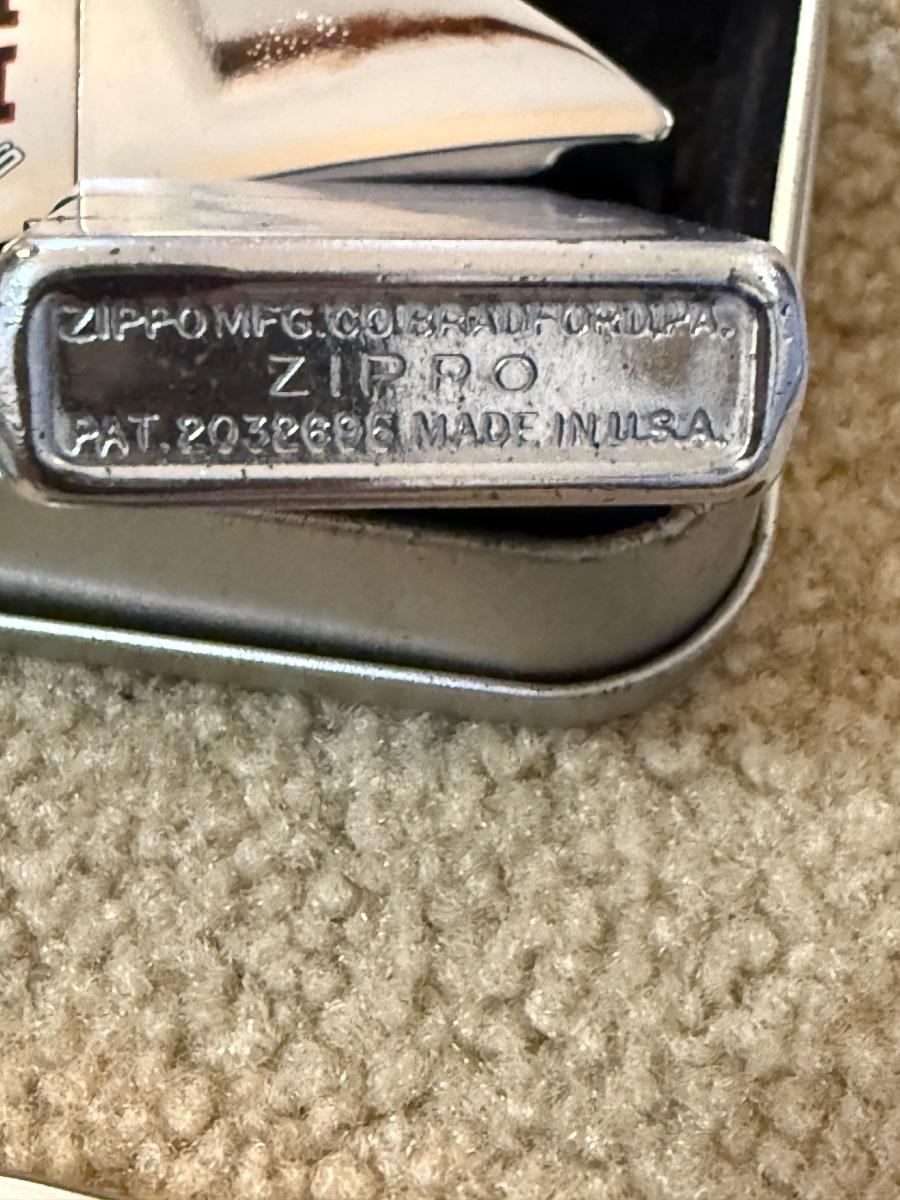 ZIPPO MFG. CO. BRADFORD, PA.
ZIPPO
PAT. 2032695 MADE IN U.S.A.